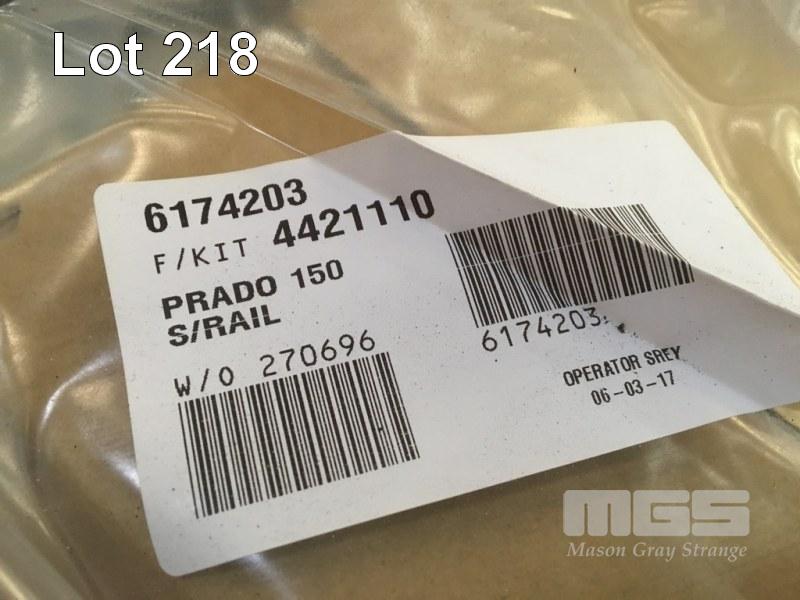 Lot 218
6174203
F/KIT 4421110
PRADO 150
S/RAIL
W/O 270696
6174203
OPERATOR SREY
06-03-17
MGS
Mason Gray Strange